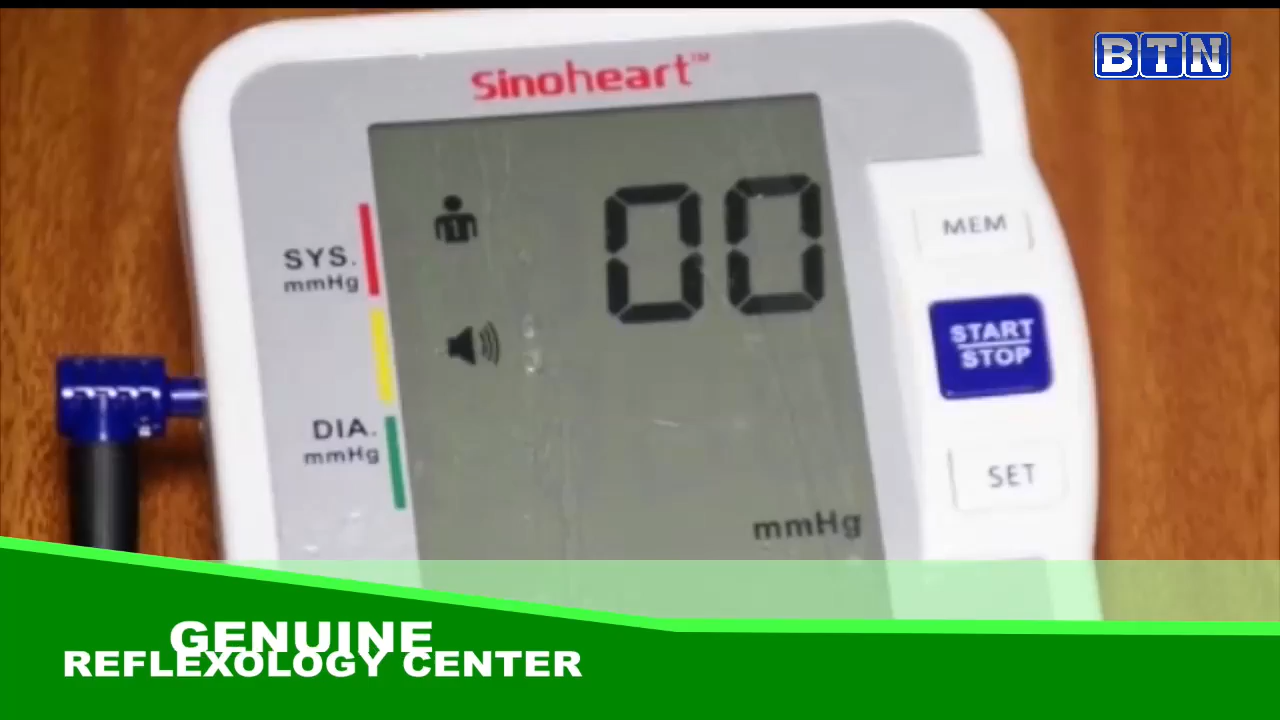 BTN
Sinoheart™
00
MEM
SYS.
mmHg
START
STOP
DIA.
mmHg
SET
mmHg
GENUINE
REFLEXOLOGY CENTER